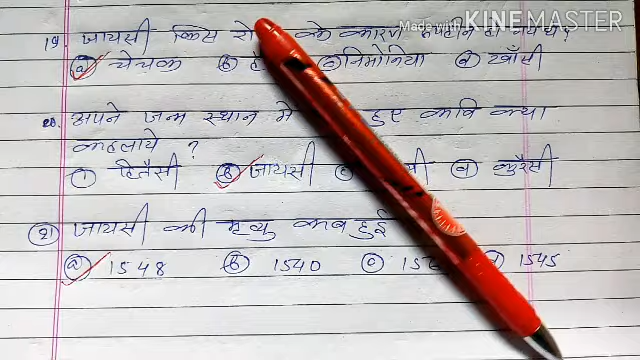 Made with KINEMASTER
19. जायसी किस के कारण
ⓐ चेचक ⓑ ⓒ निमोनिया ⓓ खाँसी
20. अपने जन्म स्थान मे हुए कवि क्या
कहलाये ?
हितैसी ⓑ जायसी ⓒ कुरैसी
21 जायसी की मृत्यु कब हुई
ⓐ 1548 ⓑ 1540 ⓒ 1545